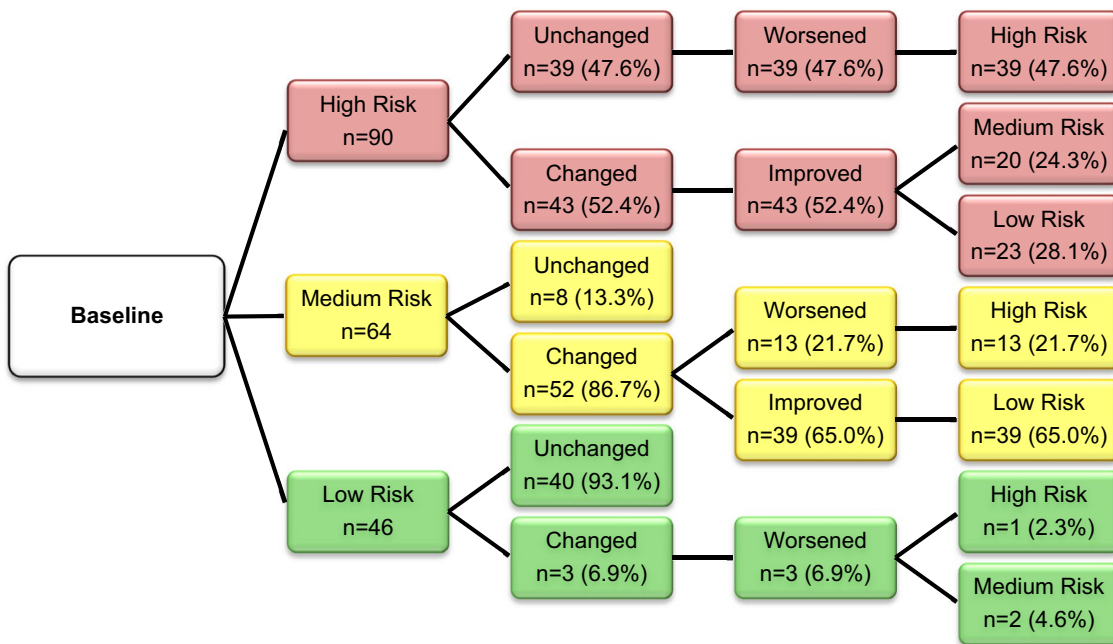 Baseline
High Risk
n=90
Unchanged
n=39 (47.6%)
Worsened
n=39 (47.6%)
High Risk
n=39 (47.6%)
Changed
n=43 (52.4%)
Improved
n=43 (52.4%)
Medium Risk
n=20 (24.3%)
Low Risk
n=23 (28.1%)
Medium Risk
n=64
Unchanged
n=8 (13.3%)
Changed
n=52 (86.7%)
Worsened
n=13 (21.7%)
High Risk
n=13 (21.7%)
Improved
n=39 (65.0%)
Low Risk
n=39 (65.0%)
Low Risk
n=46
Unchanged
n=40 (93.1%)
Changed
n=3 (6.9%)
Worsened
n=3 (6.9%)
High Risk
n=1 (2.3%)
Medium Risk
n=2 (4.6%)